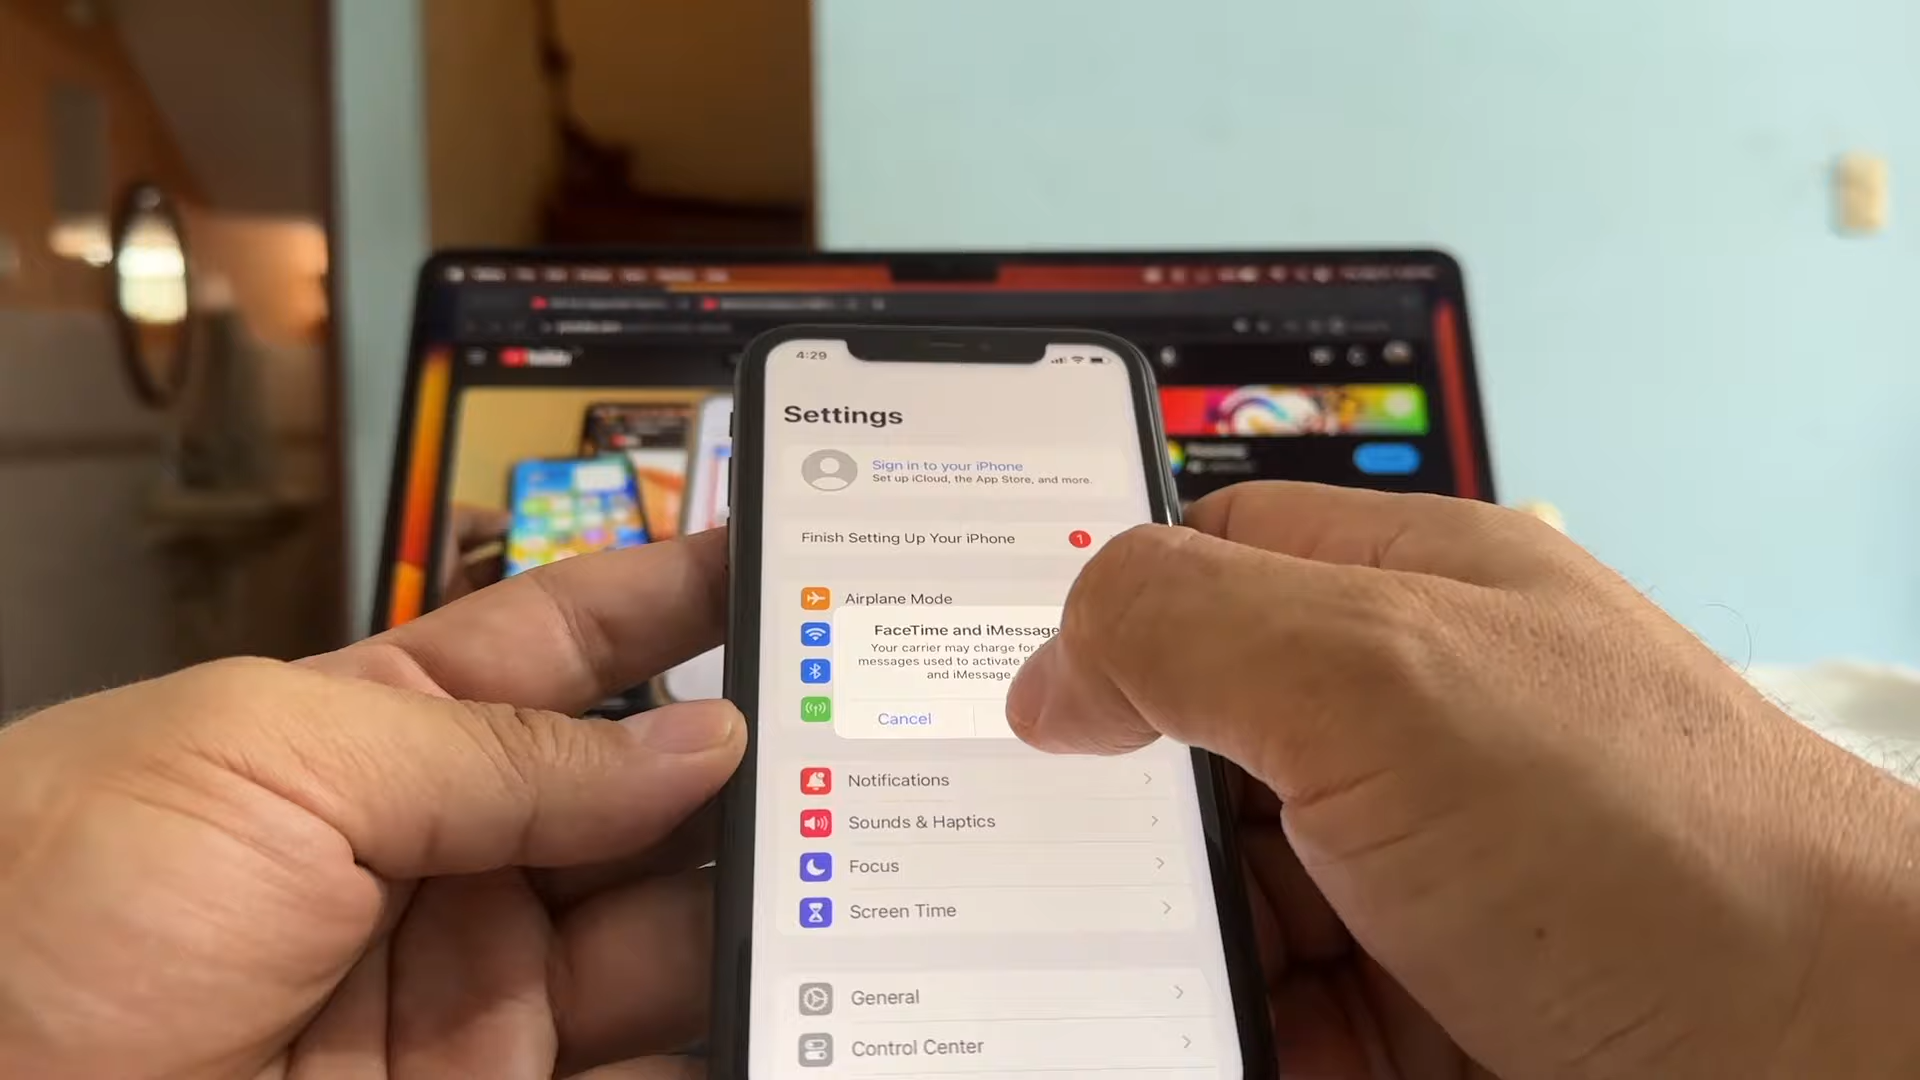 4:29
Settings
Sign in to your iPhone
Set up iCloud, the App Store, and more.
Finish Setting Up Your iPhone
1
Airplane Mode
FaceTime and iMessage
Your carrier may charge for
messages used to activate
and iMessage.
Cancel
Notifications
Sounds & Haptics
Focus
Screen Time
General
Control Center